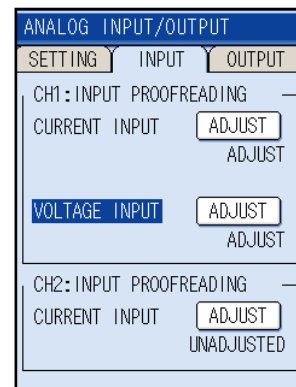 ANALOG INPUT/OUTPUT
SETTING INPUT OUTPUT
CH1:INPUT PROOFREADING
CURRENT INPUT ADJUST
ADJUST
VOLTAGE INPUT ADJUST
ADJUST
CH2:INPUT PROOFREADING
CURRENT INPUT ADJUST
UNADJUSTED